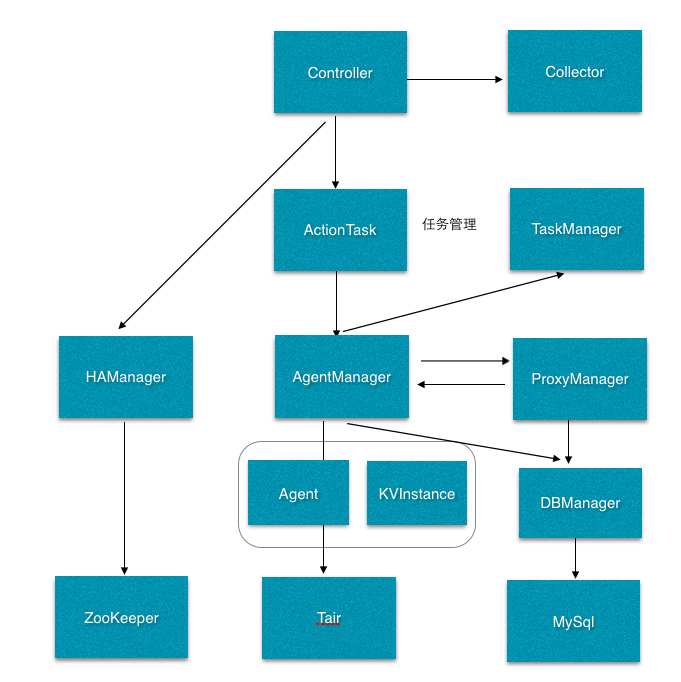 Controller
Collector
ActionTask
任务管理
TaskManager
HAManager
AgentManager
ProxyManager
Agent
KVInstance
DBManager
ZooKeeper
Tair
MySql